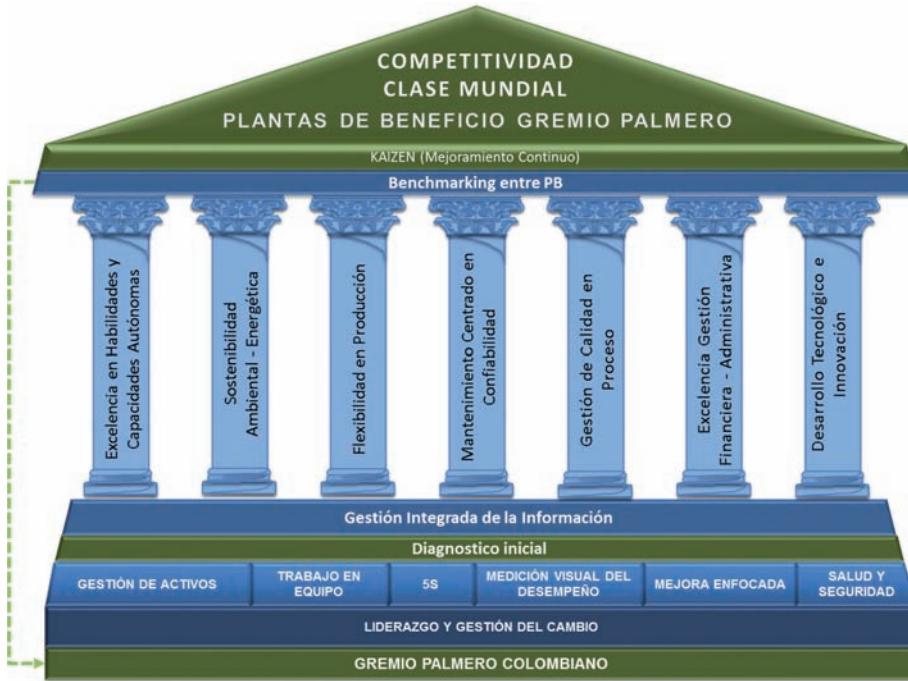 COMPETITIVIDAD
CLASE MUNDIAL
PLANTAS DE BENEFICIO GREMIO PALMERO
KAIZEN (Mejoramiento Continuo)
Benchmarking entre PB
Excelencia en Habilidades y
Capacidades Autónomas
Sostenibilidad
Ambiental - Energética
Flexibilidad en Producción
Mantenimiento Centrado en
Confiabilidad
Gestión de Calidad en
Proceso
Excelencia Gestión
Financiera - Administrativa
Desarrollo Tecnológico e
Innovación
Gestión Integrada de la Información
Diagnostico inicial
GESTIÓN DE ACTIVOS
TRABAJO EN
EQUIPO
5S
MEDICIÓN VISUAL DEL
DESEMPEÑO
MEJORA ENFOCADA
SALUD Y
SEGURIDAD
LIDERAZGO Y GESTIÓN DEL CAMBIO
GREMIO PALMERO COLOMBIANO